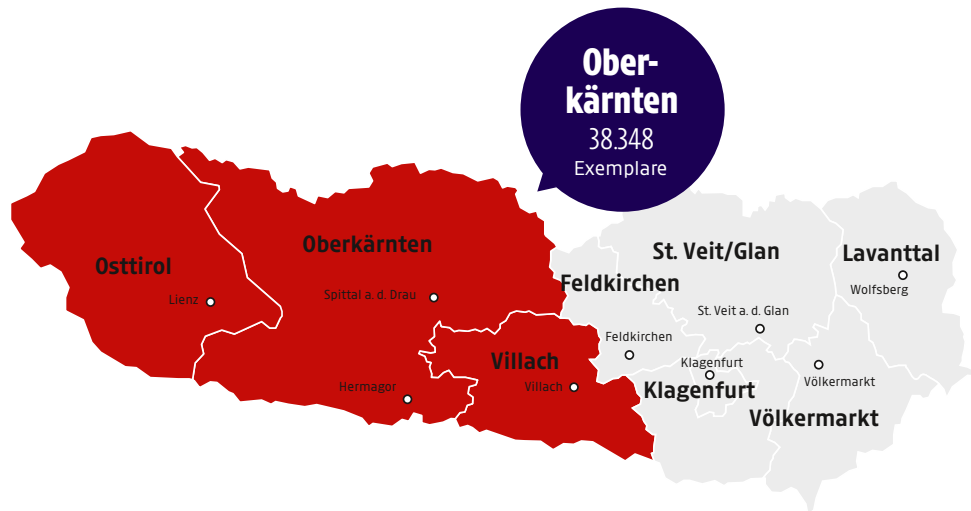 Ober-
kärnten
38.348
Exemplare
Oberkärnten
St. Veit/Glan
Lavanttal
Osttirol
Feldkirchen
Wolfsberg
Lienz
Spittal a. d. Drau
St. Veit a. d. Glan
Feldkirchen
Villach
Klagenfurt
Völkermarkt
Hermagor
Villach
Klagenfurt
Völkermarkt